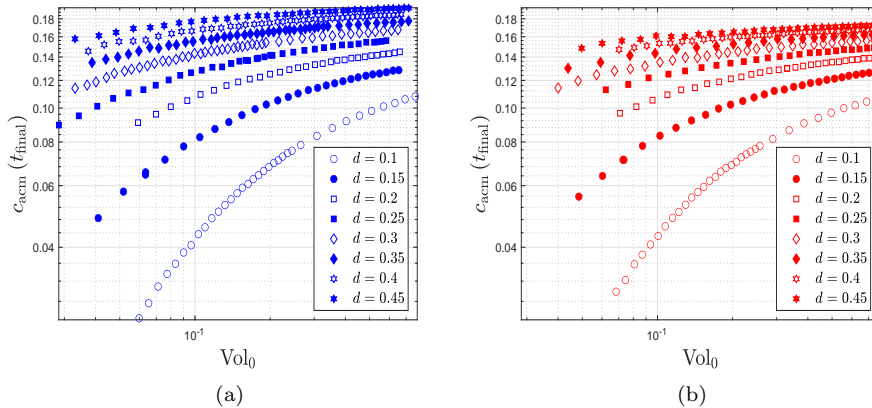 0.18
0.16
0.14
0.12
0.10
0.08
0.06
0.04
c_acm (t_final)
d = 0.1
d = 0.15
d = 0.2
d = 0.25
d = 0.3
d = 0.35
d = 0.4
d = 0.45
10^-1
Vol_0
(a)
0.18
0.16
0.14
0.12
0.10
0.08
0.06
0.04
c_acm (t_final)
d = 0.1
d = 0.15
d = 0.2
d = 0.25
d = 0.3
d = 0.35
d = 0.4
d = 0.45
10^-1
Vol_0
(b)